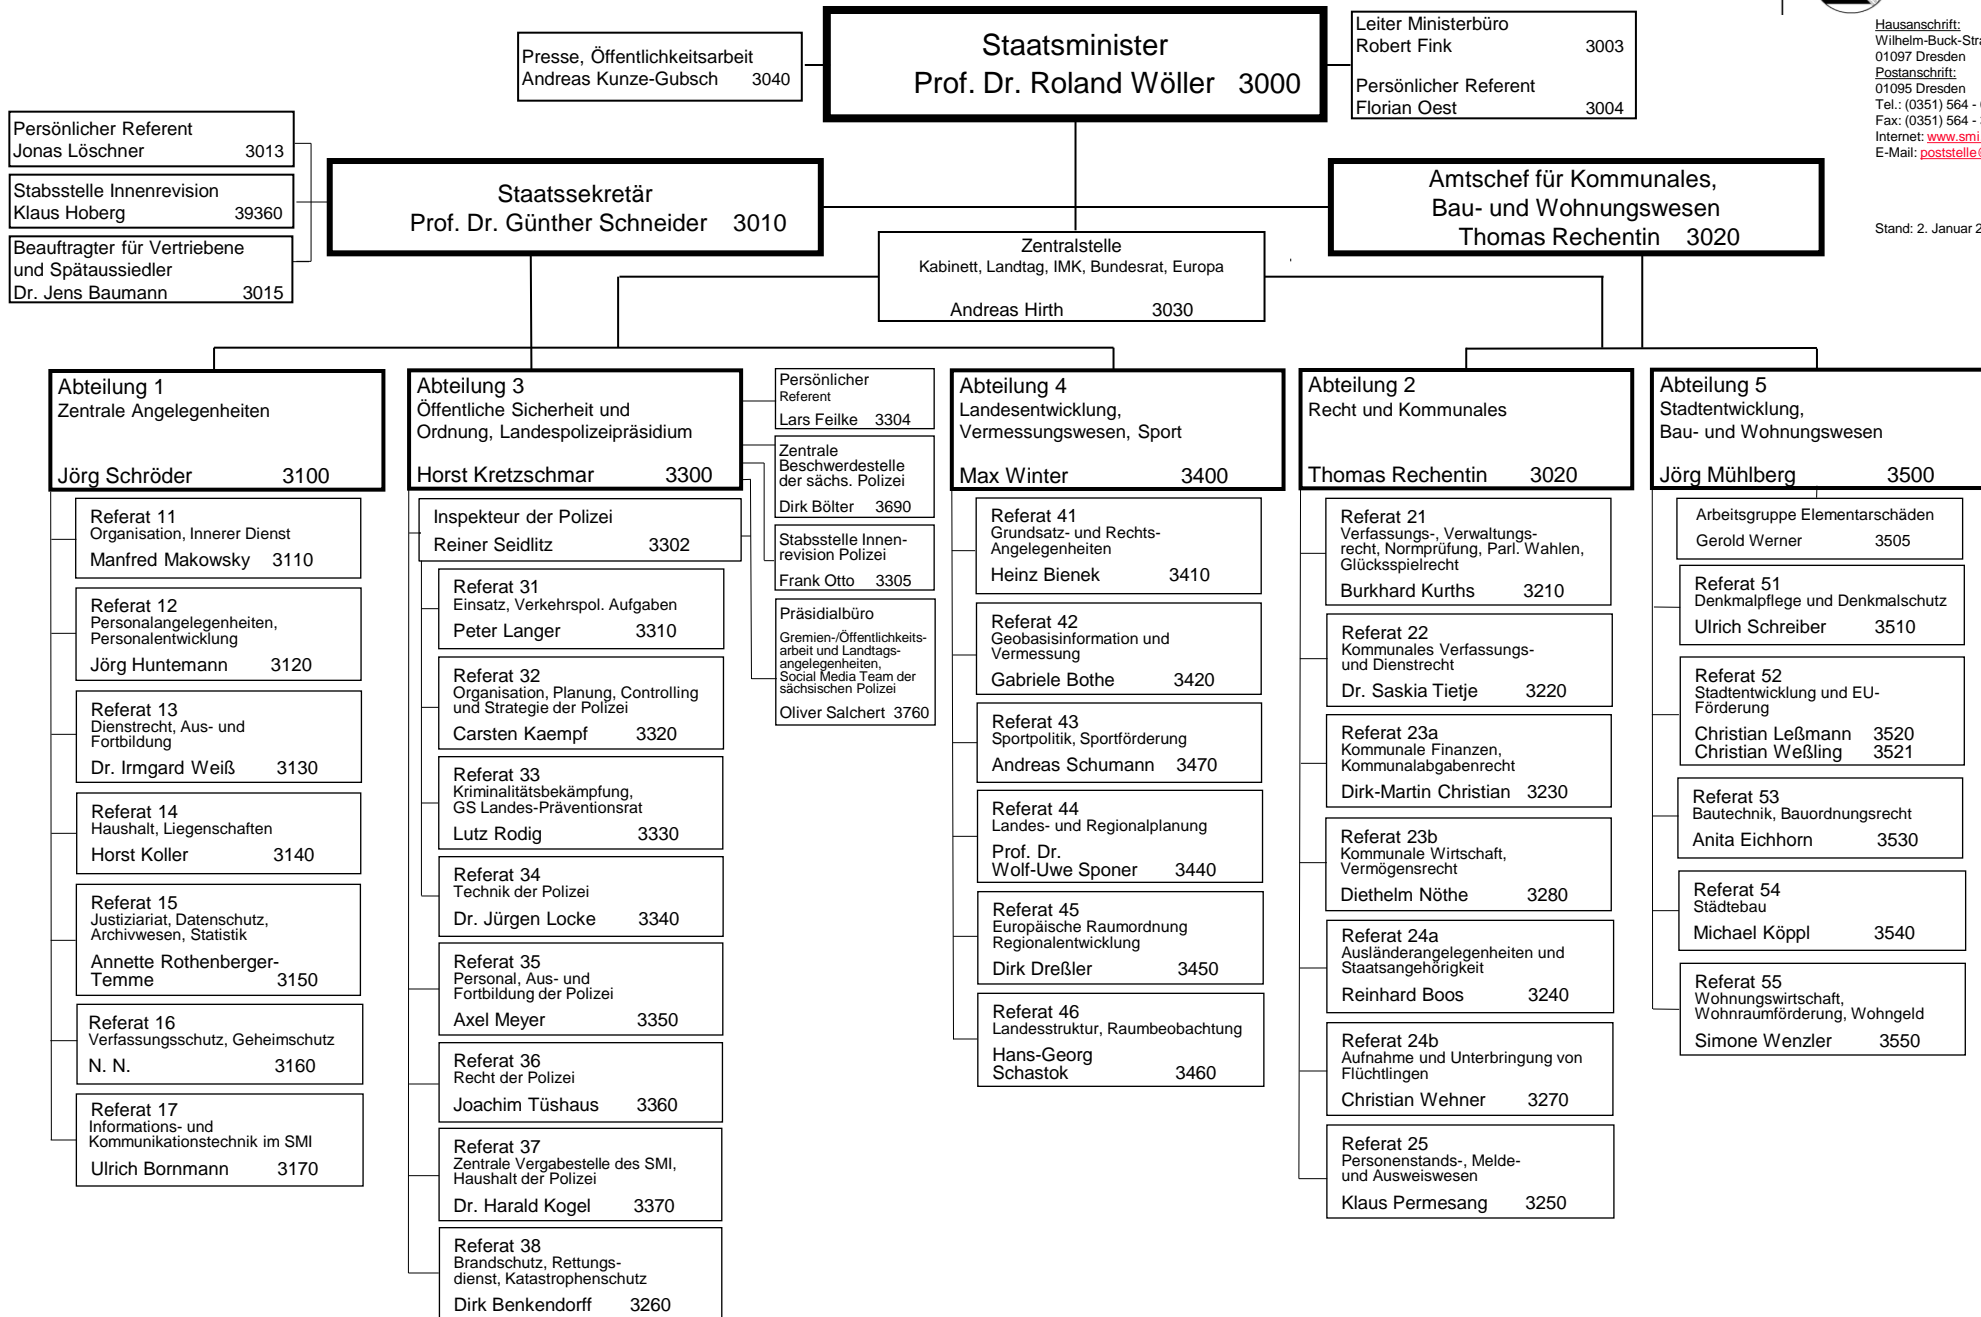 Presse, Öffentlichkeitsarbeit
Andreas Kunze-Gubsch 3040
Staatsminister
Prof. Dr. Roland Wöller 3000
Leiter Ministerbüro
Robert Fink 3003
Persönlicher Referent
Florian Oest 3004
Hausanschrift:
01097 Dresden
Postanschrift:
01095 Dresden
Tel.: (0351) 564 -
Fax: (0351) 564 -
Internet: www.smi
E-Mail: poststelle
Stand: 2. Januar
Persönlicher Referent
Jonas Löschner 3013
Stabsstelle Innenrevision
Klaus Hoberg 39360
Beauftragter für Vertriebene
und Spätaussiedler
Dr. Jens Baumann 3015
Staatssekretär
Prof. Dr. Günther Schneider 3010
Amtschef für Kommunales,
Bau- und Wohnungswesen
Thomas Rechentin 3020
Zentralstelle
Kabinett, Landtag, IMK, Bundesrat, Europa
Andreas Hirth 3030
Abteilung 1
Zentrale Angelegenheiten
Jörg Schröder 3100
Referat 11
Organisation, Innerer Dienst
Manfred Makowsky 3110
Referat 12
Personalangelegenheiten,
Personalentwicklung
Jörg Huntemann 3120
Referat 13
Dienstrecht, Aus- und
Fortbildung
Dr. Irmgard Weiß 3130
Referat 14
Haushalt, Liegenschaften
Horst Koller 3140
Referat 15
Justiziariat, Datenschutz,
Archivwesen, Statistik
Annette Rothenberger-
Temme 3150
Referat 16
Verfassungsschutz, Geheimschutz
N. N. 3160
Referat 17
Informations- und
Kommunikationstechnik im SMI
Ulrich Bornmann 3170
Abteilung 3
Öffentliche Sicherheit und
Ordnung, Landespolizeipräsidium
Horst Kretzschmar 3300
Inspekteur der Polizei
Reiner Seidlitz 3302
Referat 31
Einsatz, Verkehrspol. Aufgaben
Peter Langer 3310
Referat 32
Organisation, Planung, Controlling
und Strategie der Polizei
Carsten Kaempf 3320
Referat 33
Kriminalitätsbekämpfung,
GS Landes-Präventionsrat
Lutz Rodig 3330
Referat 34
Technik der Polizei
Dr. Jürgen Locke 3340
Referat 35
Personal, Aus- und
Fortbildung der Polizei
Axel Meyer 3350
Referat 36
Recht der Polizei
Joachim Tüshaus 3360
Referat 37
Zentrale Vergabestelle des SMI,
Haushalt der Polizei
Dr. Harald Kogel 3370
Referat 38
Brandschutz, Rettungs-
dienst, Katastrophenschutz
Dirk Benkendorff 3260
Persönlicher
Referent
Lars Feilke 3304
Zentrale
Beschwerdestelle
der sächs. Polizei
Dirk Bölter 3690
Stabsstelle Innen-
revision Polizei
Frank Otto 3305
Präsidialbüro
Gremien-/Öffentlichkeits-
arbeit und Landtags-
angelegenheiten,
Social Media Team der
sächsischen Polizei
Oliver Salchert 3760
Abteilung 4
Landesentwicklung,
Vermessungswesen, Sport
Max Winter 3400
Referat 41
Grundsatz- und Rechts-
Angelegenheiten
Heinz Bienek 3410
Referat 42
Geobasisinformation und
Vermessung
Gabriele Bothe 3420
Referat 43
Sportpolitik, Sportförderung
Andreas Schumann 3470
Referat 44
Landes- und Regionalplanung
Prof. Dr.
Wolf-Uwe Sponer 3440
Referat 45
Europäische Raumordnung
Regionalentwicklung
Dirk Dreßler 3450
Referat 46
Landesstruktur, Raumbeobachtung
Hans-Georg
Schastok 3460
Abteilung 2
Recht und Kommunales
Thomas Rechentin 3020
Referat 21
Verfassungs-, Verwaltungs-
recht, Normprüfung, Parl. Wahlen,
Glücksspielrecht
Burkhard Kurths 3210
Referat 22
Kommunales Verfassungs-
und Dienstrecht
Dr. Saskia Tietje 3220
Referat 23a
Kommunale Finanzen,
Kommunalabgabenrecht
Dirk-Martin Christian 3230
Referat 23b
Kommunale Wirtschaft,
Vermögensrecht
Diethelm Nöthe 3280
Referat 24a
Ausländerangelegenheiten und
Staatsangehörigkeit
Reinhard Boos 3240
Referat 24b
Aufnahme und Unterbringung von
Flüchtlingen
Christian Wehner 3270
Referat 25
Personenstands-, Melde-
und Ausweiswesen
Klaus Permesang 3250
Abteilung 5
Stadtentwicklung,
Bau- und Wohnungswesen
Jörg Mühlberg 3500
Arbeitsgruppe Elementarschäden
Gerold Werner 3505
Referat 51
Denkmalpflege und Denkmalschutz
Ulrich Schreiber 3510
Referat 52
Stadtentwicklung und EU-
Förderung
Christian Leßmann 3520
Christian Weßling 3521
Referat 53
Bautechnik, Bauordnungsrecht
Anita Eichhorn 3530
Referat 54
Städtebau
Michael Köppl 3540
Referat 55
Wohnungswirtschaft,
Wohnraumförderung, Wohngeld
Simone Wenzler 3550